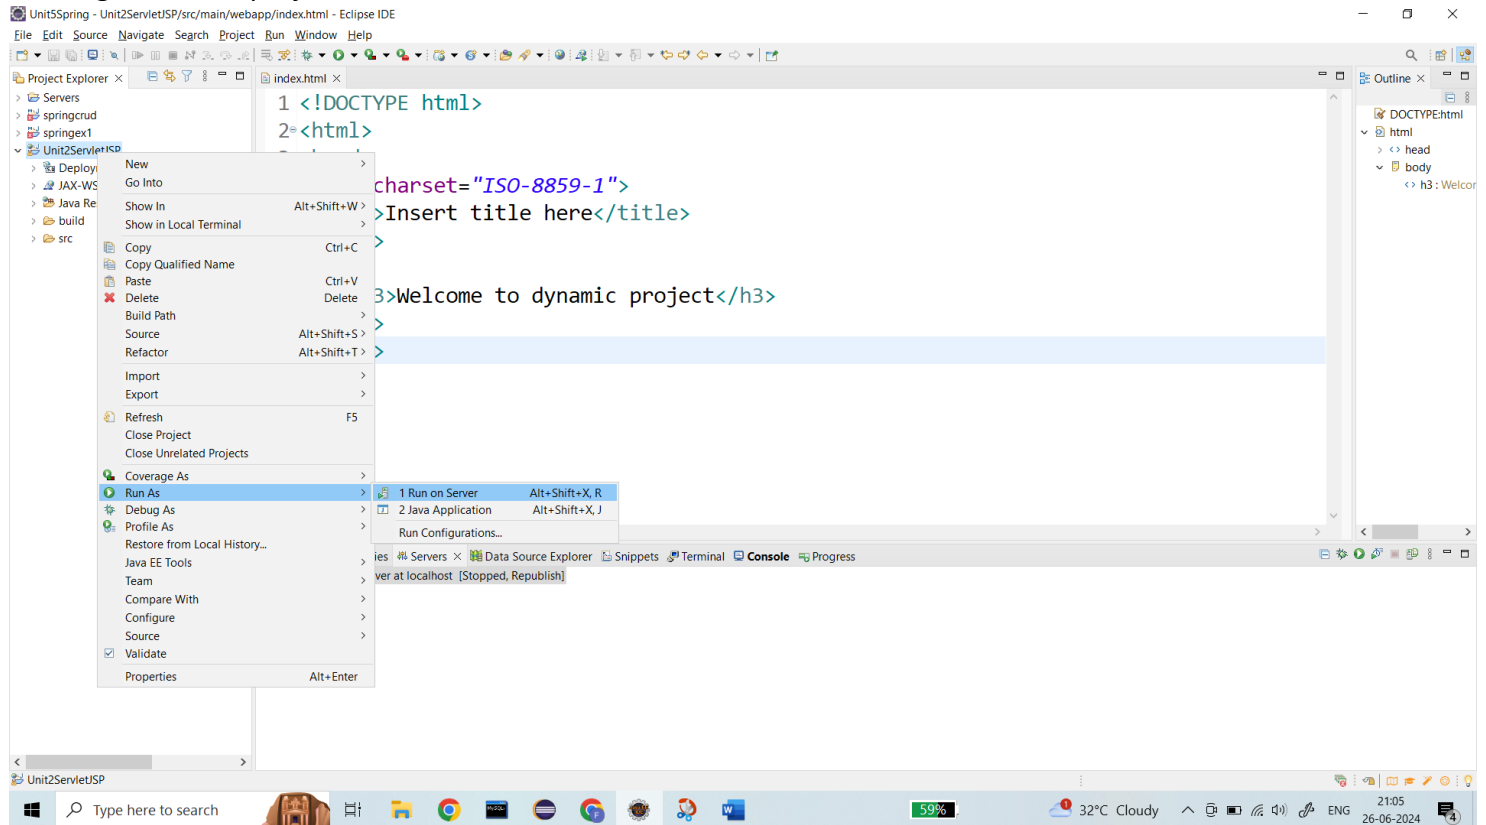 Unit5Spring - Unit2ServletJSP/src/main/webapp/index.html - Eclipse IDE
File Edit Source Navigate Search Project Run Window Help
Project Explorer
Servers
springcrud
springex1
Unit2ServletJSP
Deploy
JAX-WS
Java Re
build
src
index.html
1 <!DOCTYPE html>
2 <html>
charset="ISO-8859-1">
>Insert title here</title>
>
3>Welcome to dynamic project</h3>
>
>
New
Go Into
Show In Alt+Shift+W
Show in Local Terminal
Copy Ctrl+C
Copy Qualified Name
Paste Ctrl+V
Delete Delete
Build Path
Source Alt+Shift+S
Refactor Alt+Shift+T
Import
Export
Refresh F5
Close Project
Close Unrelated Projects
Coverage As
Run As
Debug As
Profile As
Restore from Local History...
Java EE Tools
Team
Compare With
Configure
Source
Validate
Properties Alt+Enter
1 Run on Server Alt+Shift+X, R
2 Java Application Alt+Shift+X, J
Run Configurations...
Outline
DOCTYPE:html
html
head
body
h3 : Welcor
ies Servers Data Source Explorer Snippets Terminal Console Progress
ver at localhost [Stopped, Republish]
Unit2ServletJSP
Type here to search
59%
32°C Cloudy
ENG
21:05
26-06-2024
4